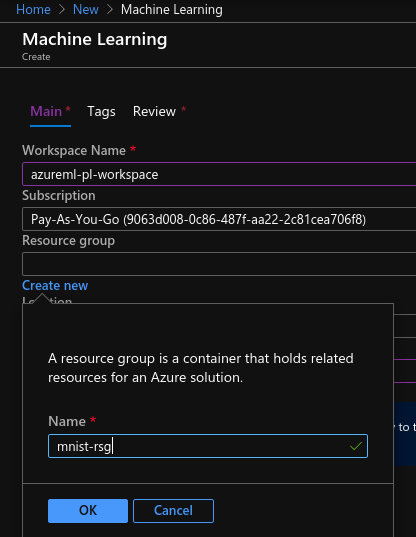 Home > New > Machine Learning
Machine Learning
Create
Main * Tags Review *
Workspace Name *
azureml-pl-workspace
Subscription
Pay-As-You-Go (9063d008-0c86-487f-aa22-2c81cea706f8)
Resource group
Create new
A resource group is a container that holds related
resources for an Azure solution.
y to t
Name *
mnist-rsg
OK Cancel